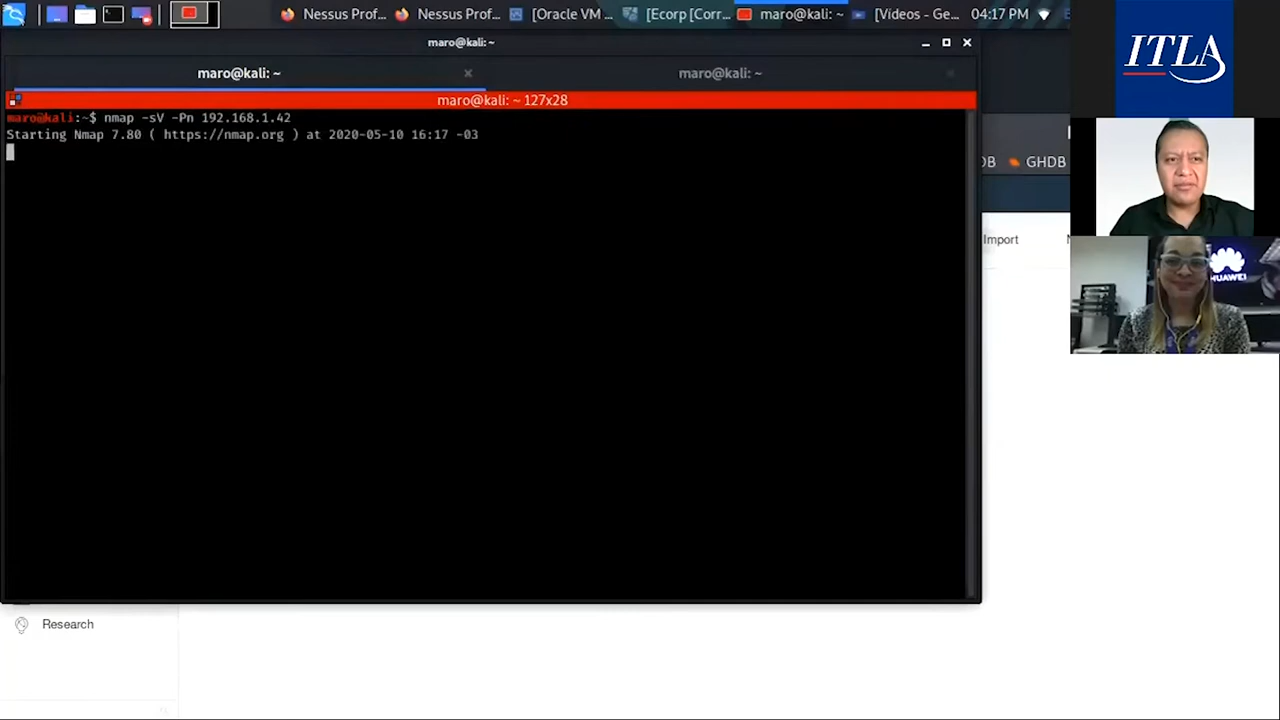 Nessus Prof...
Nessus Prof...
[Oracle VM ...
[Ecorp [Corr...
maro@kali: ~
[Videos - Ge...
04:17 PM
maro@kali: ~
maro@kali: ~
maro@kali: ~
maro@kali: ~ 127x28
maro@kali:~$ nmap -sV -Pn 192.168.1.42
Starting Nmap 7.80 ( https://nmap.org ) at 2020-05-10 16:17 -03
DB
GHDB
Import
Research
ITLA
HUAWEI